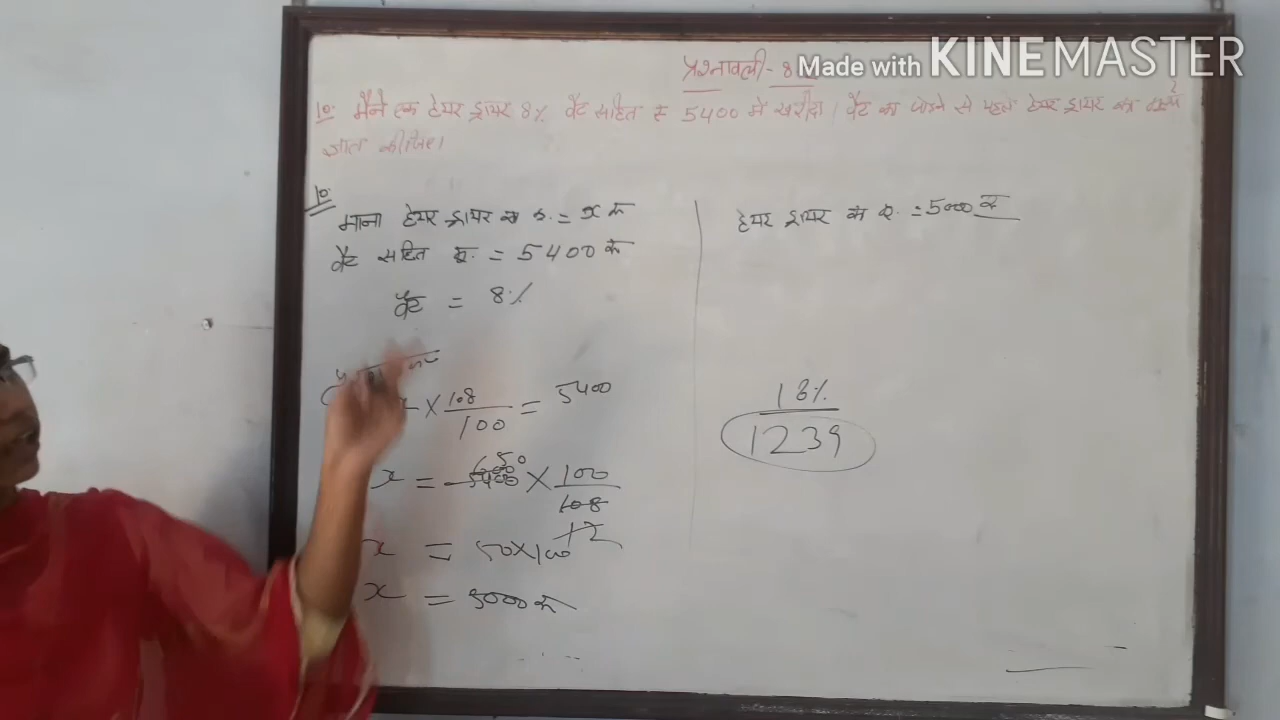 Made with KINEMASTER
प्रश्नावली - 8
10. मैंने एक हेयर ड्रायर 8% वैट सहित रु 5400 में खरीदा। वैट को जोड़ने से पहले हेयर ड्रायर का
ज्ञात कीजिए।
10.
माना हेयर ड्रायर का क्र. = x रु
वैट सहित क्र. = 5400 रु
वैट = 8%
x × 108/100 = 5400
x = 5400 × 100/108
x = 50×100
x = 5000 रु
हेयर ड्रायर का क्र. = 5000 रु
18%
1239